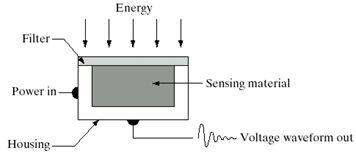 Energy
Filter
Sensing material
Power in
Housing
Voltage waveform out